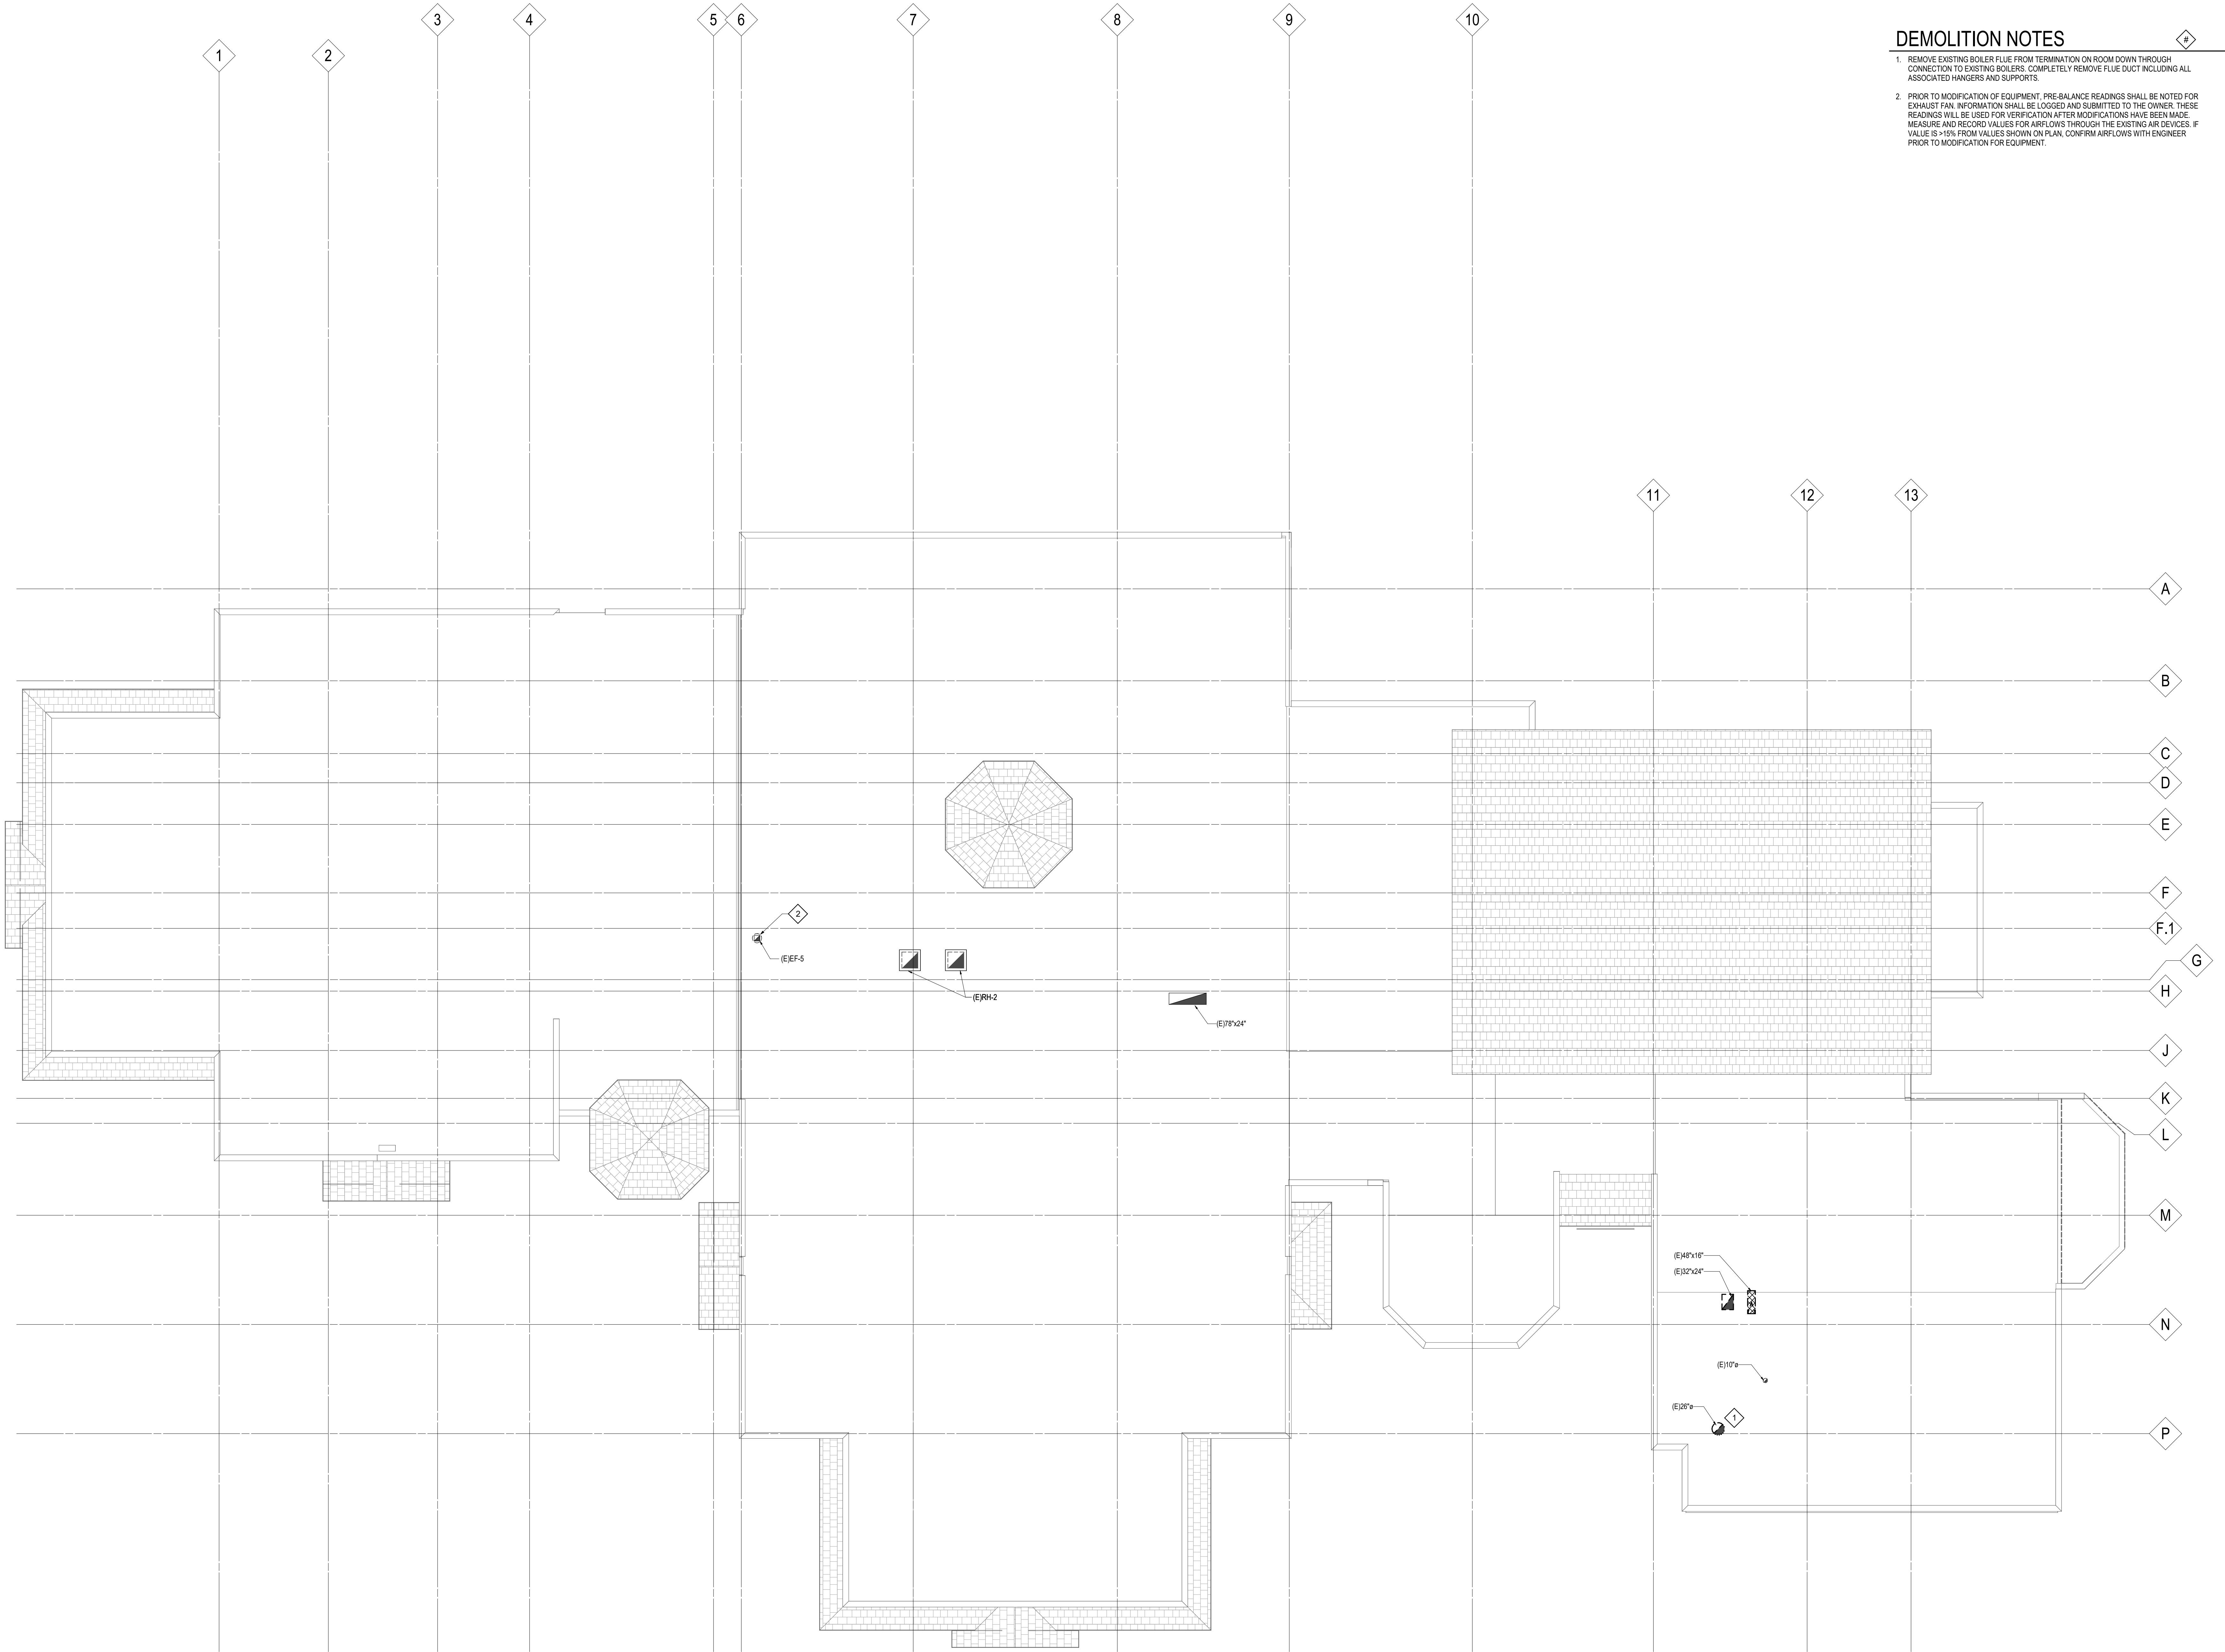 3 4 5 6 7 8 9 10
1 2
DEMOLITION NOTES #
1. REMOVE EXISTING BOILER FLUE FROM TERMINATION ON ROOM DOWN THROUGH
CONNECTION TO EXISTING BOILERS. COMPLETELY REMOVE FLUE DUCT INCLUDING ALL
ASSOCIATED HANGERS AND SUPPORTS.
2. PRIOR TO MODIFICATION OF EQUIPMENT, PRE-BALANCE READINGS SHALL BE NOTED FOR
EXHAUST FAN. INFORMATION SHALL BE LOGGED AND SUBMITTED TO THE OWNER. THESE
READINGS WILL BE USED FOR VERIFICATION AFTER MODIFICATIONS HAVE BEEN MADE.
MEASURE AND RECORD VALUES FOR AIRFLOWS THROUGH THE EXISTING AIR DEVICES. IF
VALUE IS >15% FROM VALUES SHOWN ON PLAN, CONFIRM AIRFLOWS WITH ENGINEER
PRIOR TO MODIFICATION FOR EQUIPMENT.
11 12 13
A
B
C
D
E
F
2
F.1
(E)EF-5
G
H
(E)RH-2
(E)78"x24"
J
K
L
M
(E)48"x16"
(E)32"x24"
N
(E)10"ø
(E)26"ø
1
P